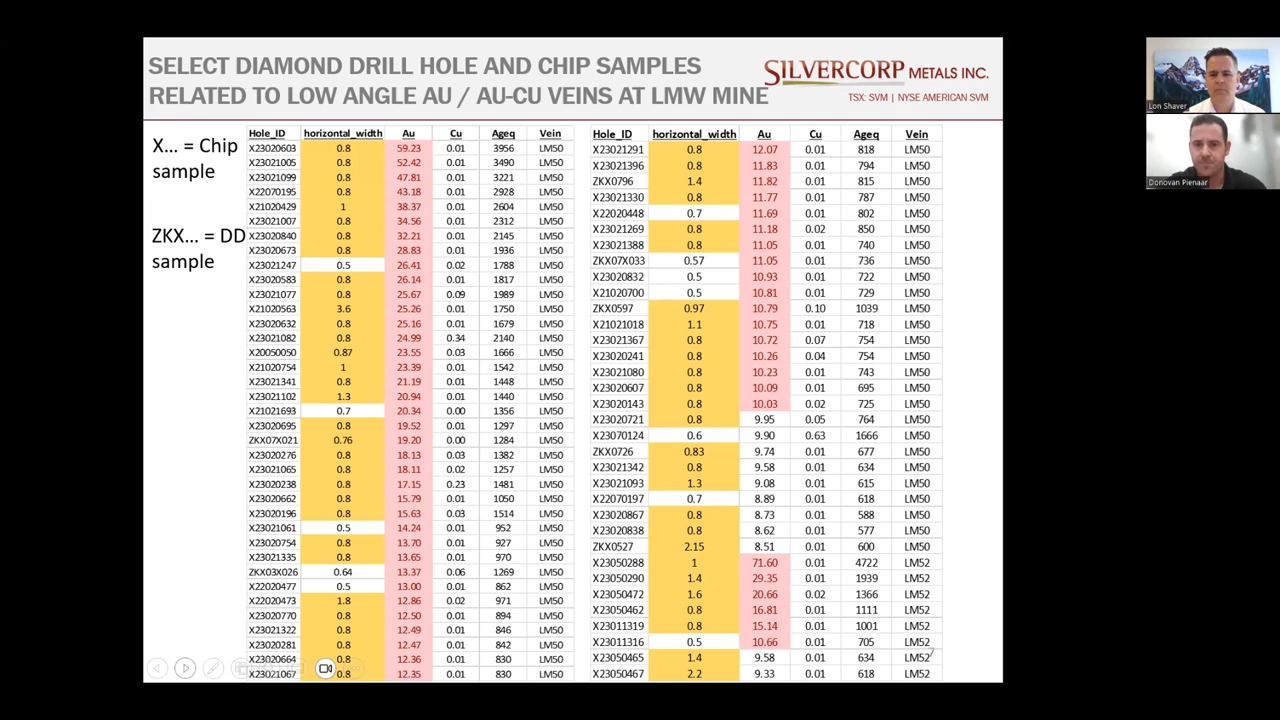 SELECT DIAMOND DRILL HOLE AND CHIP SAMPLES
RELATED TO LOW ANGLE AU / AU-CU VEINS AT LMW MINE
SILVERCORP METALS INC.
TSX: SVM | NYSE AMERICAN SVM
Lon Shaver
Donovan Pienaar
X... = Chip
sample
ZKX... = DD
sample
Hole_ID horizontal_width Au Cu Ageq Vein
X23020603 0.8 59.23 0.01 3956 LM50
X23021005 0.8 52.42 0.01 3490 LM50
X23021099 0.8 47.81 0.01 3221 LM50
X22070195 0.8 43.18 0.01 2928 LM50
X21020429 1 38.37 0.01 2604 LM50
X23021007 0.8 34.56 0.01 2312 LM50
X23020840 0.8 32.21 0.01 2145 LM50
X23020673 0.8 28.83 0.01 1936 LM50
X23021247 0.5 26.41 0.02 1788 LM50
X23020583 0.8 26.14 0.01 1817 LM50
X23021077 0.8 25.67 0.09 1989 LM50
X21020563 3.6 25.26 0.01 1750 LM50
X23020632 0.8 25.16 0.01 1679 LM50
X23021082 0.8 24.99 0.34 2140 LM50
X20050050 0.87 23.55 0.03 1666 LM50
X21020754 1 23.39 0.01 1542 LM50
X23021341 0.8 21.19 0.01 1448 LM50
X23021102 1.3 20.94 0.01 1440 LM50
X21021693 0.7 20.34 0.00 1356 LM50
X23020695 0.8 19.52 0.01 1297 LM50
ZKX07X021 0.76 19.20 0.00 1284 LM50
X23020276 0.8 18.13 0.03 1382 LM50
X23021065 0.8 18.11 0.02 1257 LM50
X23020238 0.8 17.15 0.23 1481 LM50
X23020662 0.8 15.79 0.01 1050 LM50
X23020196 0.8 15.63 0.03 1514 LM50
X23021061 0.5 14.24 0.01 952 LM50
X23020754 0.8 13.70 0.01 927 LM50
X23021335 0.8 13.65 0.01 970 LM50
ZKX03X026 0.64 13.37 0.06 1269 LM50
X22020477 0.5 13.00 0.01 862 LM50
X22020473 1.8 12.86 0.02 971 LM50
X23020770 0.8 12.50 0.01 894 LM50
X23021322 0.8 12.49 0.01 846 LM50
X23020281 0.8 12.47 0.01 842 LM50
X23020664 0.8 12.36 0.01 830 LM50
X23021067 0.8 12.35 0.01 830 LM50
Hole_ID horizontal_width Au Cu Ageq Vein
X23021291 0.8 12.07 0.01 818 LM50
X23021396 0.8 11.83 0.01 794 LM50
ZKX0796 1.4 11.82 0.01 815 LM50
X23021330 0.8 11.77 0.01 787 LM50
X22020448 0.7 11.69 0.01 802 LM50
X23021269 0.8 11.18 0.02 850 LM50
X23021388 0.8 11.05 0.01 740 LM50
ZKX07X033 0.57 11.05 0.01 736 LM50
X23020832 0.5 10.93 0.01 722 LM50
X21020700 0.5 10.81 0.01 729 LM50
ZKX0597 0.97 10.79 0.10 1039 LM50
X21021018 1.1 10.75 0.01 718 LM50
X23021367 0.8 10.72 0.07 754 LM50
X23020241 0.8 10.26 0.04 754 LM50
X23021080 0.8 10.23 0.01 743 LM50
X23020607 0.8 10.09 0.01 695 LM50
X23020143 0.8 10.03 0.02 725 LM50
X23020721 0.8 9.95 0.05 764 LM50
X23070124 0.6 9.90 0.63 1666 LM50
ZKX0726 0.83 9.74 0.01 677 LM50
X23021342 0.8 9.58 0.01 634 LM50
X23021093 1.3 9.08 0.01 615 LM50
X22070197 0.7 8.89 0.01 618 LM50
X23020867 0.8 8.73 0.01 588 LM50
X23020838 0.8 8.62 0.01 577 LM50
ZKX0527 2.15 8.51 0.01 600 LM50
X23050288 1 71.60 0.01 4722 LM52
X23050290 1.4 29.35 0.01 1939 LM52
X23050472 1.6 20.66 0.02 1366 LM52
X23050462 0.8 16.81 0.01 1111 LM52
X23011319 0.8 15.14 0.01 1001 LM52
X23011316 0.5 10.66 0.01 705 LM52
X23050465 1.4 9.58 0.01 634 LM52
X23050467 2.2 9.33 0.01 618 LM52
7